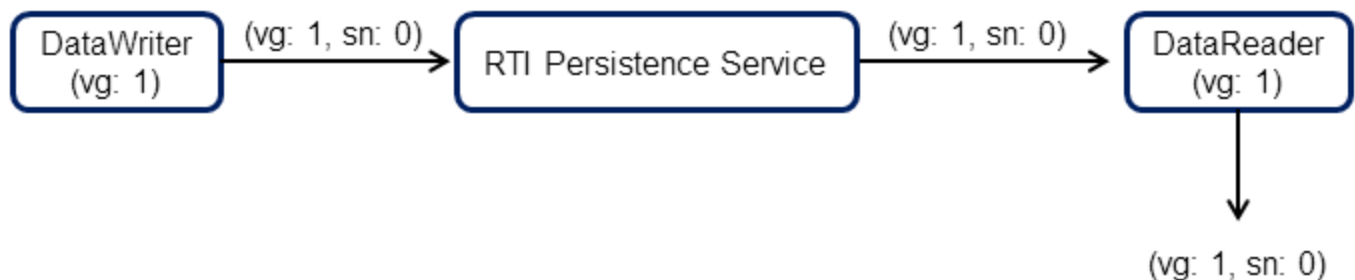 DataWriter
(vg: 1)
(vg: 1, sn: 0)
RTI Persistence Service
(vg: 1, sn: 0)
DataReader
(vg: 1)
(vg: 1, sn: 0)